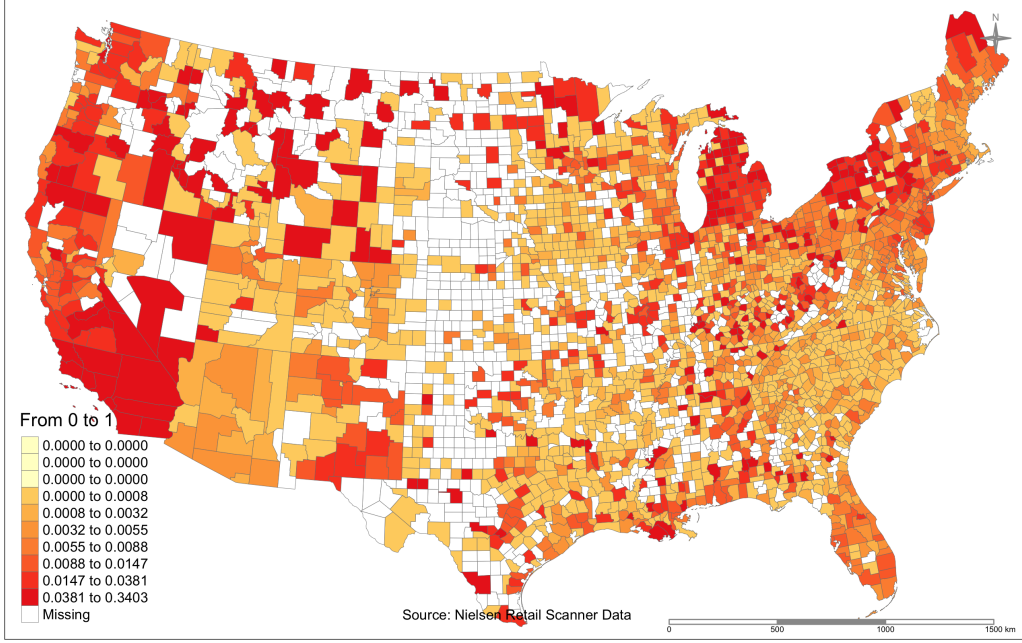 N
From 0 to 1
0.0000 to 0.0000
0.0000 to 0.0000
0.0000 to 0.0000
0.0000 to 0.0008
0.0008 to 0.0032
0.0032 to 0.0055
0.0055 to 0.0088
0.0088 to 0.0147
0.0147 to 0.0381
0.0381 to 0.3403
Missing
Source: Nielsen Retail Scanner Data
0 500 1000 1500 km